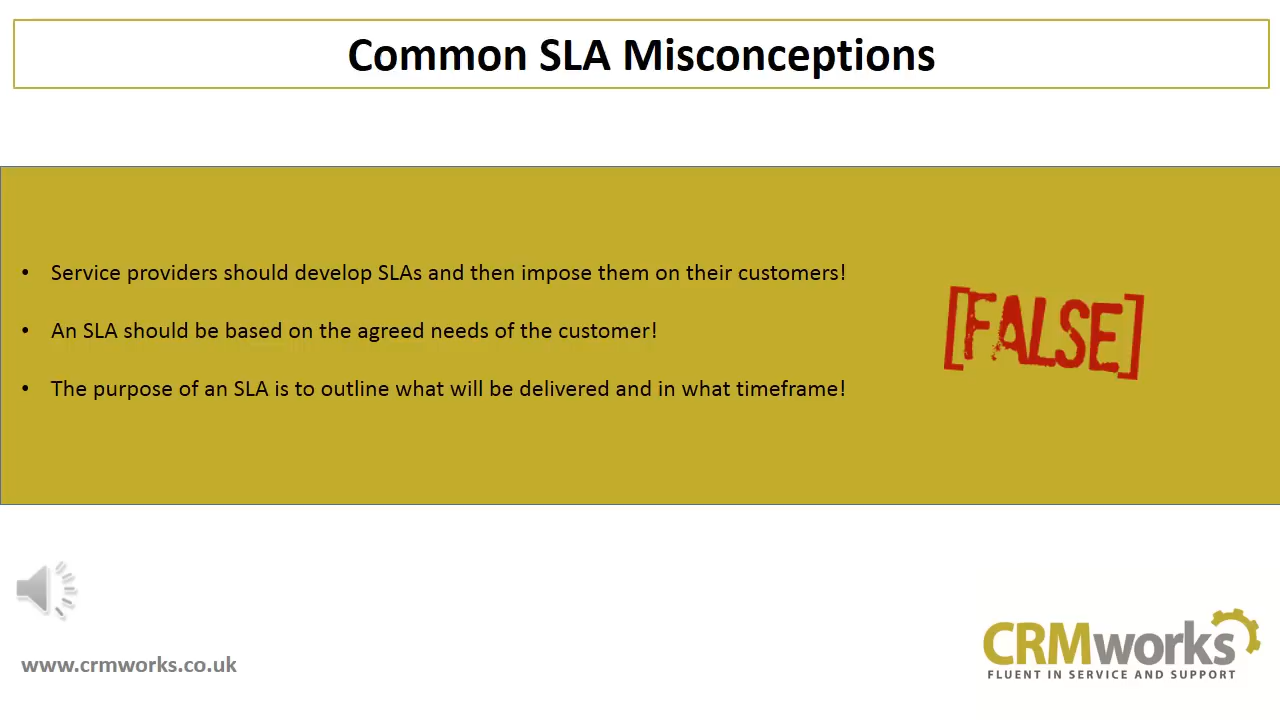 Common SLA Misconceptions
• Service providers should develop SLAs and then impose them on their customers!
• An SLA should be based on the agreed needs of the customer!
• The purpose of an SLA is to outline what will be delivered and in what timeframe!
[FALSE]
www.crmworks.co.uk
CRMworks
FLUENT IN SERVICE AND SUPPORT